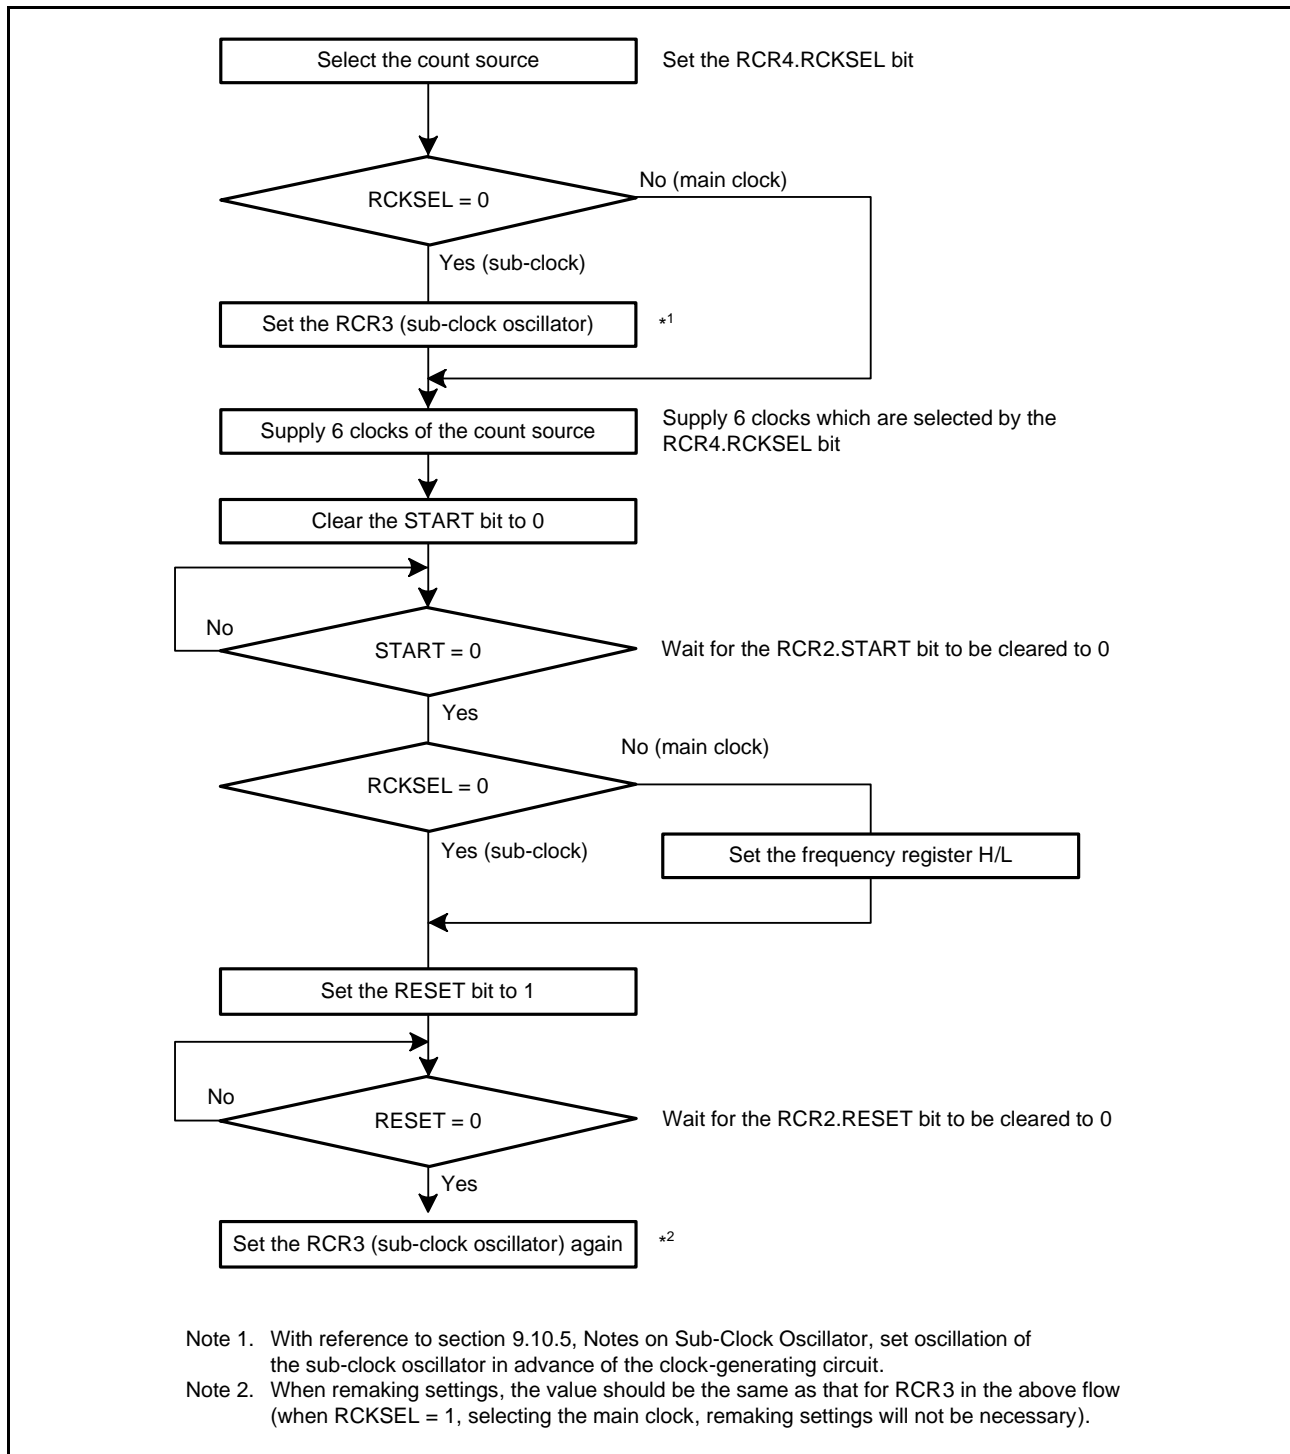 Select the count source
Set the RCR4.RCKSEL bit
No (main clock)
RCKSEL = 0
Yes (sub-clock)
Set the RCR3 (sub-clock oscillator)
*1
Supply 6 clocks of the count source
Supply 6 clocks which are selected by the
RCR4.RCKSEL bit
Clear the START bit to 0
No
START = 0
Wait for the RCR2.START bit to be cleared to 0
Yes
No (main clock)
RCKSEL = 0
Yes (sub-clock)
Set the frequency register H/L
Set the RESET bit to 1
No
RESET = 0
Wait for the RCR2.RESET bit to be cleared to 0
Yes
Set the RCR3 (sub-clock oscillator) again
*2
Note 1. With reference to section 9.10.5, Notes on Sub-Clock Oscillator, set oscillation of
the sub-clock oscillator in advance of the clock-generating circuit.
Note 2. When remaking settings, the value should be the same as that for RCR3 in the above flow
(when RCKSEL = 1, selecting the main clock, remaking settings will not be necessary).